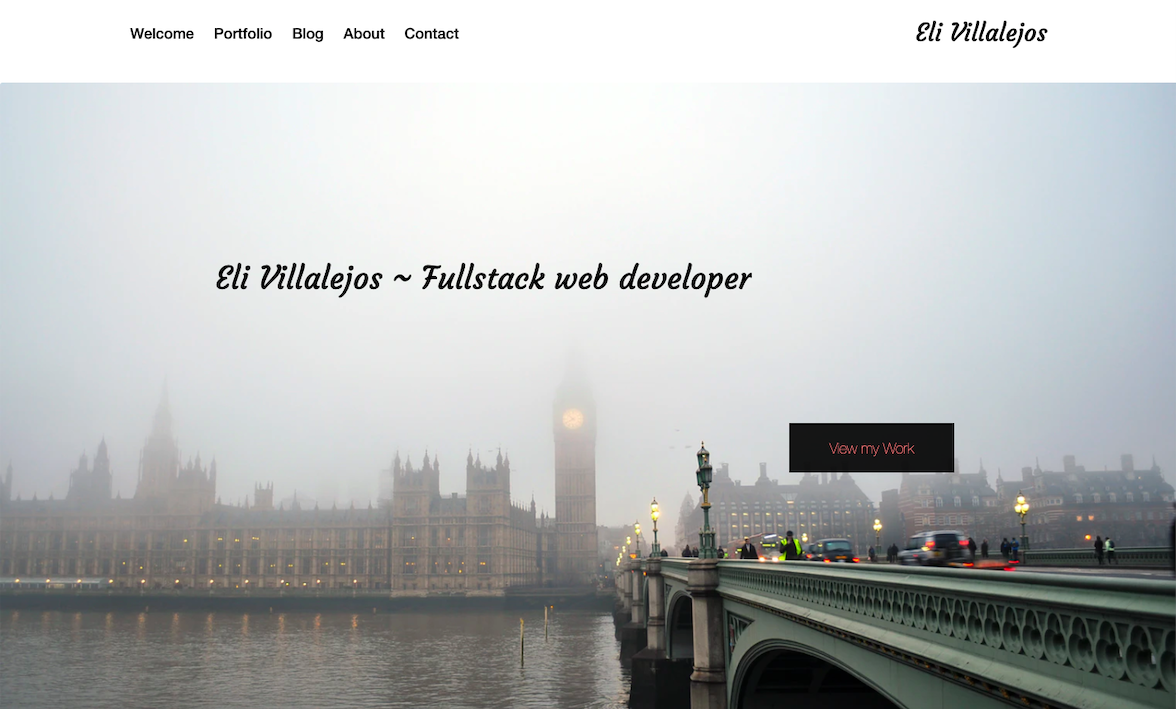 Welcome Portfolio Blog About Contact
Eli Villalejos
Eli Villalejos ~ Fullstack web developer
View my Work